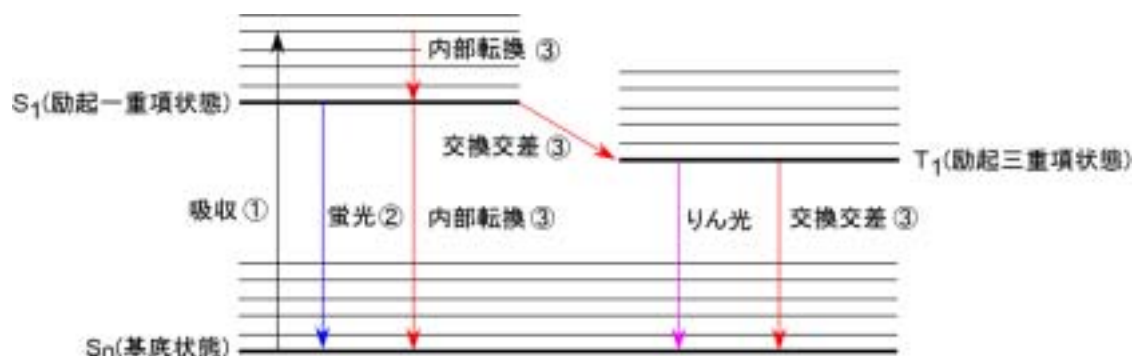 内部転換 ③
S1(励起一重項状態)
交換交差 ③
T1(励起三重項状態)
吸収 ①
蛍光 ②
内部転換 ③
りん光
交換交差 ③
S0(基底状態)